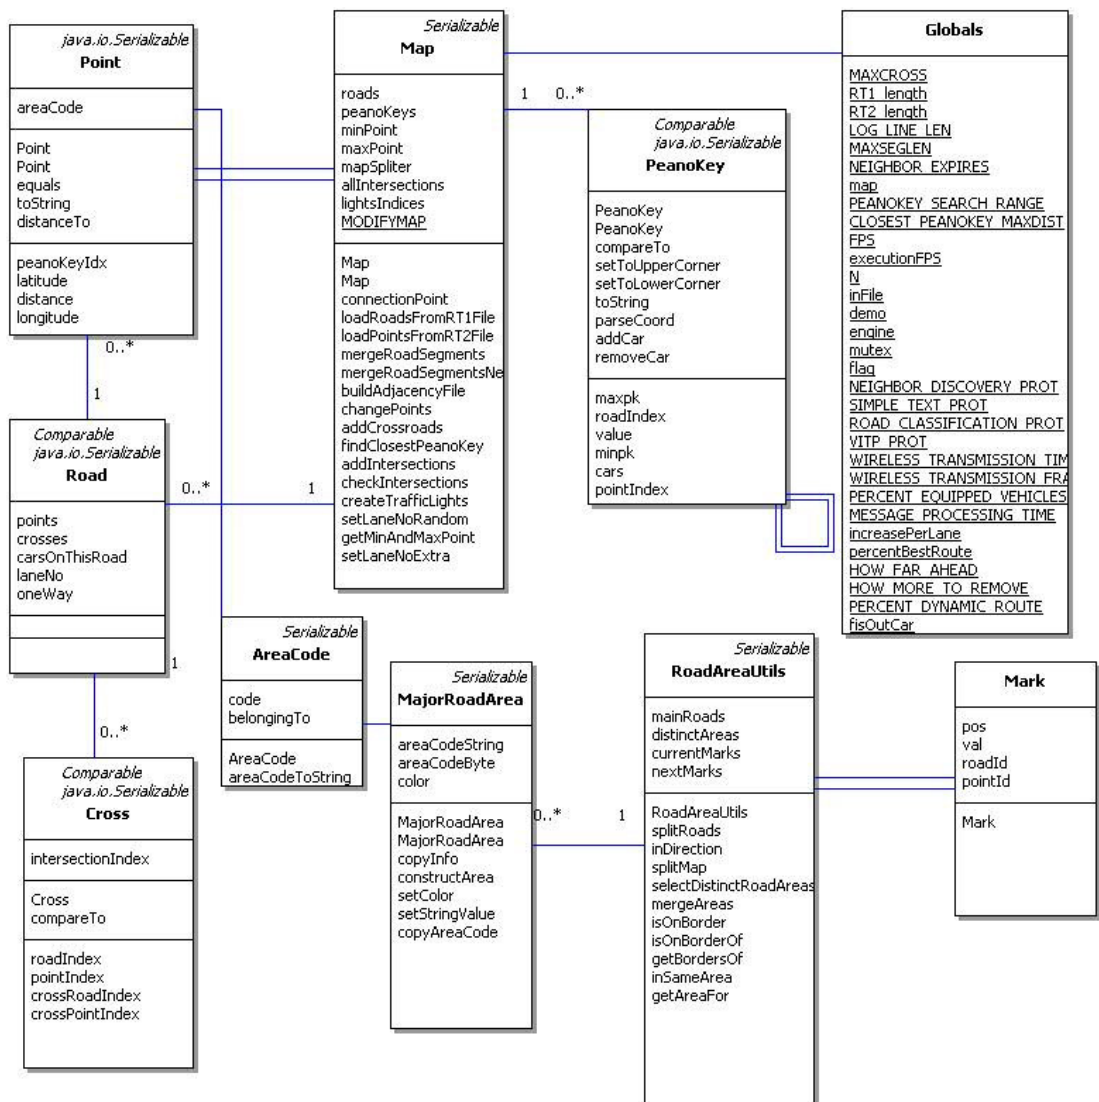 java.io.Serializable
Point
areaCode
Point
Point
equals
toString
distanceTo
peanoKeyIdx
latitude
distance
longitude
0..*
1
Serializable
Map
roads
peanoKeys
minPoint
maxPoint
mapSpliter
allIntersections
lightsIndices
MODIFYMAP
Map
Map
connectionPoint
loadRoadsFromRT1File
loadPointsFromRT2File
mergeRoadSegments
mergeRoadSegmentsNe
buildAdjacencyFile
changePoints
addCrossroads
findClosestPeanoKey
addIntersections
checkIntersections
createTrafficLights
setLaneNoRandom
getMinAndMaxPoint
setLaneNoExtra
1 0..*
Comparable
java.io.Serializable
PeanoKey
PeanoKey
PeanoKey
compareTo
setToUpperCorner
setToLowerCorner
toString
parseCoord
addCar
removeCar
maxpk
roadIndex
value
minpk
cars
pointIndex
Globals
MAXCROSS
RT1_length
RT2_length
LOG_LINE_LEN
MAXSEGLEN
NEIGHBOR_EXPIRES
map
PEANOKEY_SEARCH_RANGE
CLOSEST_PEANOKEY_MAXDIST
FPS
executionFPS
N
inFile
demo
engine
mutex
flag
NEIGHBOR_DISCOVERY_PROT
SIMPLE_TEXT_PROT
ROAD_CLASSIFICATION_PROT
VITP_PROT
WIRELESS_TRANSMISSION_TIM
WIRELESS_TRANSMISSION_FRA
PERCENT_EQUIPPED_VEHICLES
MESSAGE_PROCESSING_TIME
increasePerLane
percentBestRoute
HOW_FAR_AHEAD
HOW_MORE_TO_REMOVE
PERCENT_DYNAMIC_ROUTE
fisOutCar
Comparable
java.io.Serializable
Road
points
crosses
carsOnThisRoad
laneNo
oneWay
0..* 1
1
0..*
Comparable
java.io.Serializable
Cross
intersectionIndex
Cross
compareTo
roadIndex
pointIndex
crossRoadIndex
crossPointIndex
Serializable
AreaCode
code
belongingTo
AreaCode
areaCodeToString
Serializable
MajorRoadArea
areaCodeString
areaCodeByte
color
MajorRoadArea
MajorRoadArea
copyInfo
constructArea
setColor
setStringValue
copyAreaCode
0..* 1
Serializable
RoadAreaUtils
mainRoads
distinctAreas
currentMarks
nextMarks
RoadAreaUtils
splitRoads
inDirection
splitMap
selectDistinctRoadAreas
mergeAreas
isOnBorder
isOnBorderOf
getBordersOf
inSameArea
getAreaFor
Mark
pos
val
roadId
pointId
Mark